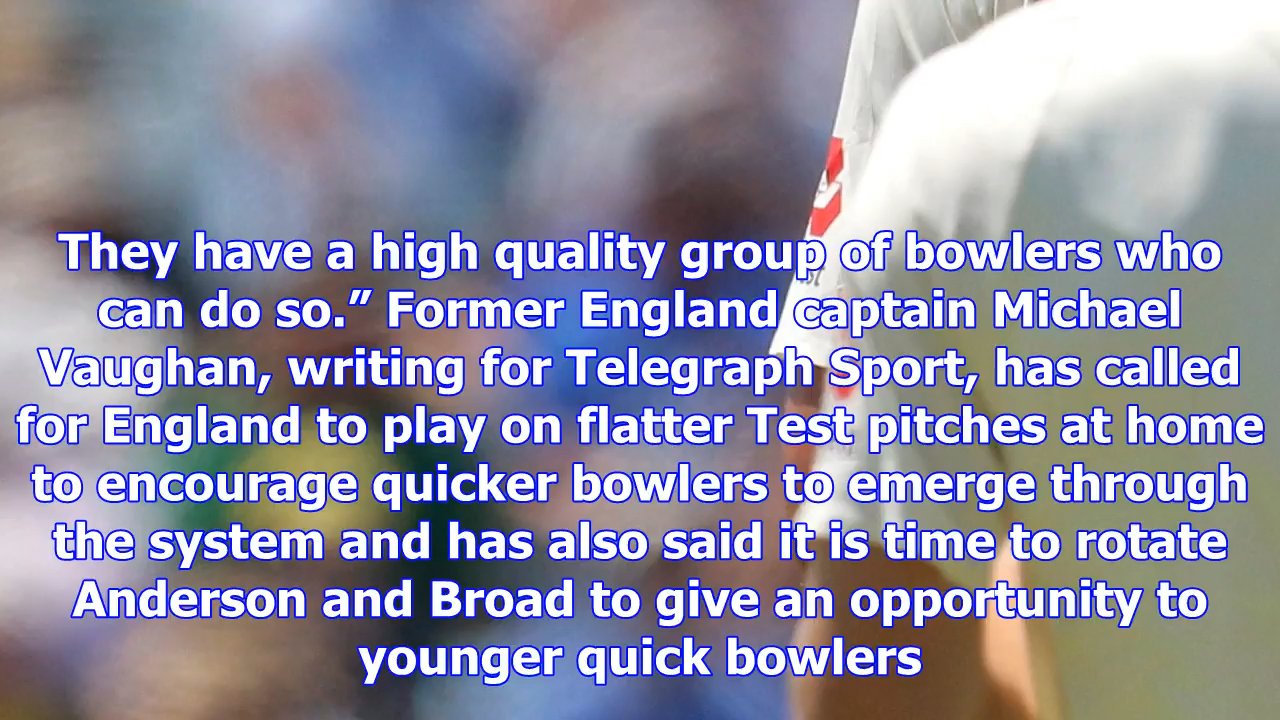 They have a high quality group of bowlers who
can do so.” Former England captain Michael
Vaughan, writing for Telegraph Sport, has called
for England to play on flatter Test pitches at home
to encourage quicker bowlers to emerge through
the system and has also said it is time to rotate
Anderson and Broad to give an opportunity to
younger quick bowlers